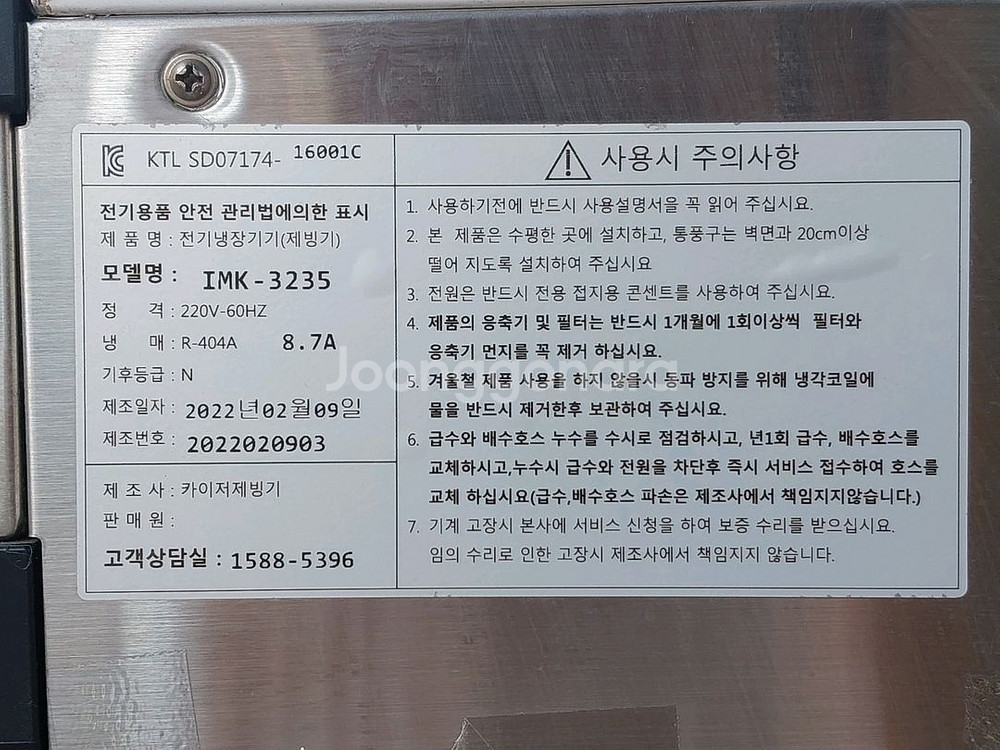 KTL SD07174- 16001C
전기용품 안전 관리법에의한 표시
제 품 명 : 전기냉장기기(제빙기)
모델명 : IMK-3235
정 격 : 220V-60HZ
냉 매 : R-404A 8.7A
기후등급 : N
제조일자 : 2022년02월09일
제조번호 : 2022020903
제 조 사 : 카이저제빙기
판 매 원 :
고객상담실 : 1588-5396
사용시 주의사항
1. 사용하기전에 반드시 사용설명서을 꼭 읽어 주십시요.
2. 본 제품은 수평한 곳에 설치하고, 통풍구는 벽면과 20cm이상
떨어 지도록 설치하여 주십시요
3. 전원은 반드시 전용 접지용 콘센트를 사용하여 주십시요.
4. 제품의 응축기 및 필터는 반드시 1개월에 1회이상씩 필터와
응축기 먼지를 꼭 제거 하십시요.
5. 겨울철 제품 사용을 하지 않을시 동파 방지를 위해 냉각코일에
물을 반드시 제거한후 보관하여 주십시요.
6. 급수와 배수호스 누수를 수시로 점검하시고, 년1회 급수, 배수호스를
교체하시고,누수시 급수와 전원을 차단후 즉시 서비스 접수하여 호스를
교체 하십시요(급수,배수호스 파손은 제조사에서 책임지지않습니다.)
7. 기계 고장시 본사에 서비스 신청을 하여 보증 수리를 받으십시요.
임의 수리로 인한 고장시 제조사에서 책임지지 않습니다.
Joonggonara